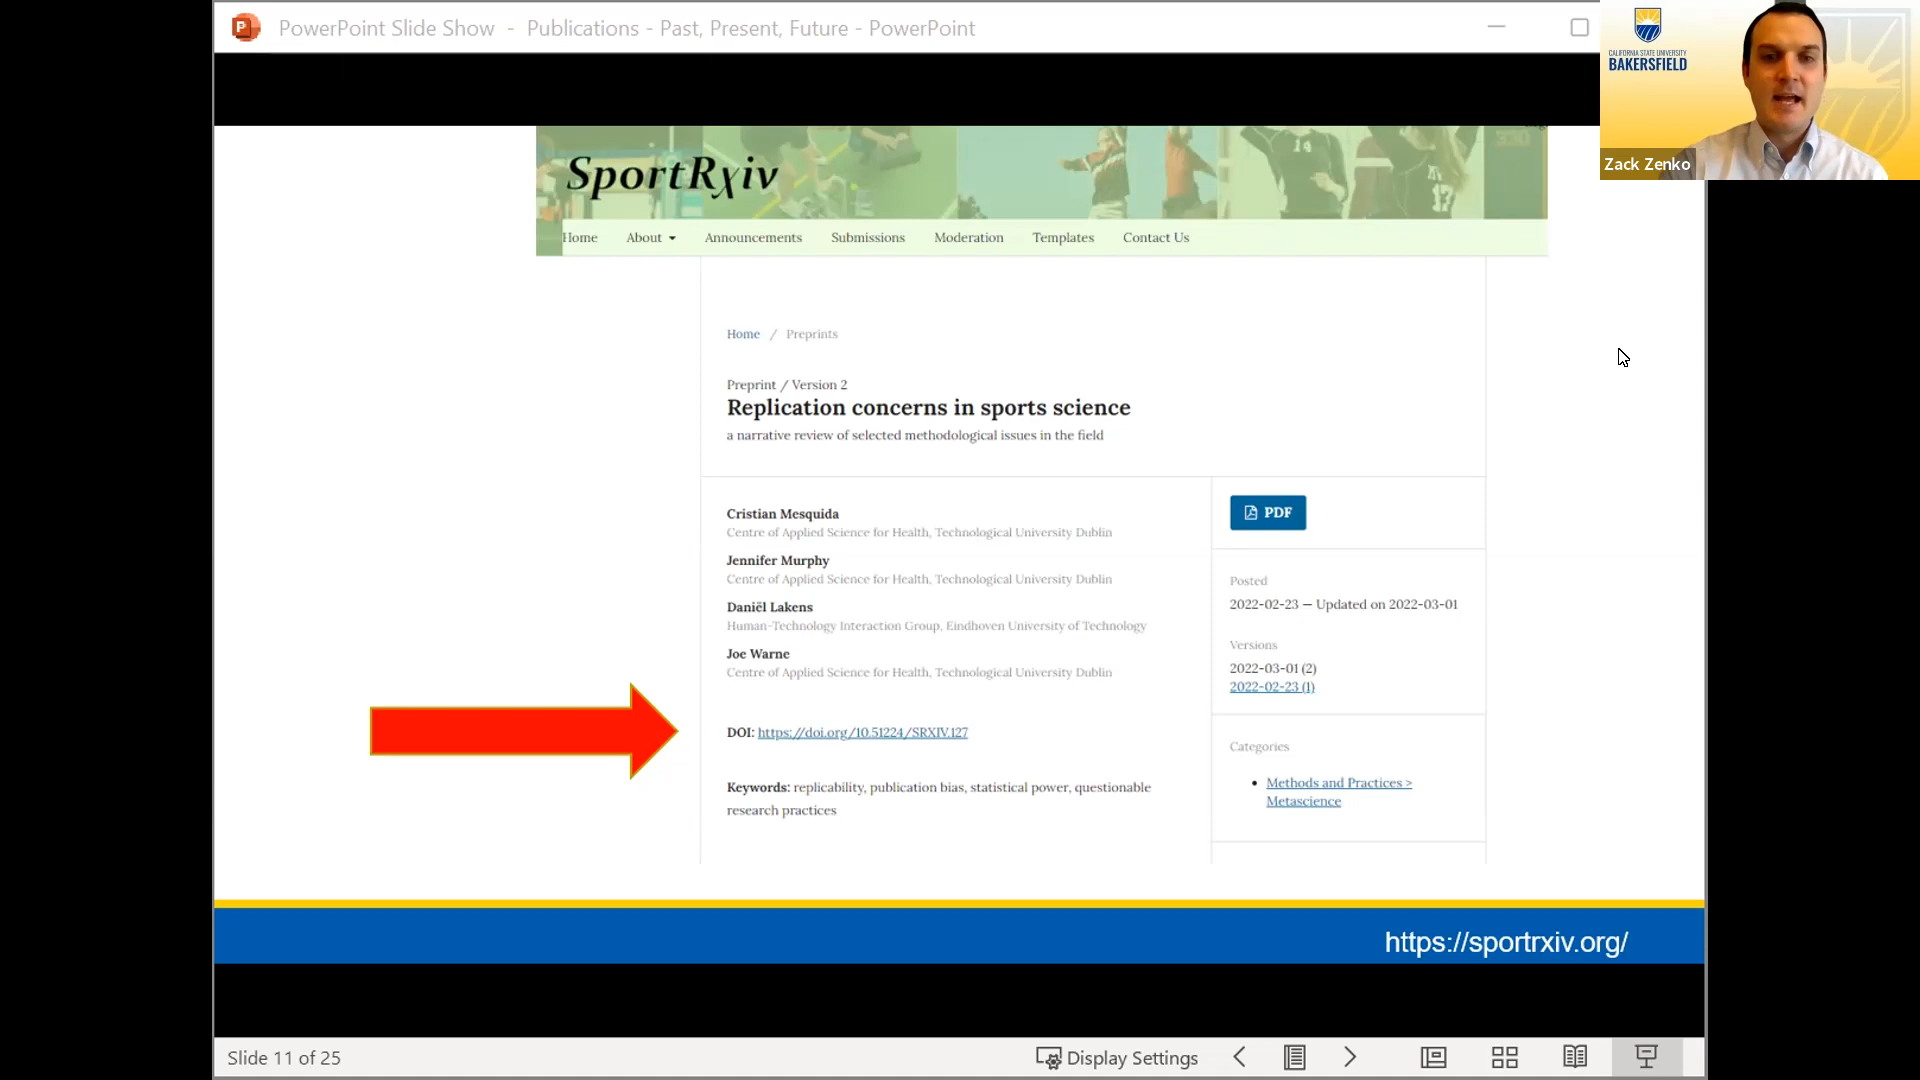 PowerPoint Slide Show - Publications - Past, Present, Future - PowerPoint
CALIFORNIA STATE UNIVERSITY
BAKERSFIELD
Zack Zenko
SportRχiv
Home About Announcements Submissions Moderation Templates Contact Us
Home / Preprints
Preprint / Version 2
Replication concerns in sports science
a narrative review of selected methodological issues in the field
Cristian Mesquida
Centre of Applied Science for Health, Technological University Dublin
Jennifer Murphy
Centre of Applied Science for Health, Technological University Dublin
Daniël Lakens
Human-Technology Interaction Group, Eindhoven University of Technology
Joe Warne
Centre of Applied Science for Health, Technological University Dublin
DOI: https://doi.org/10.51224/SRXIV.127
Keywords: replicability, publication bias, statistical power, questionable
research practices
PDF
Posted
2022-02-23 — Updated on 2022-03-01
Versions
2022-03-01 (2)
2022-02-23 (1)
Categories
• Methods and Practices >
Metascience
https://sportrxiv.org/
Slide 11 of 25
Display Settings